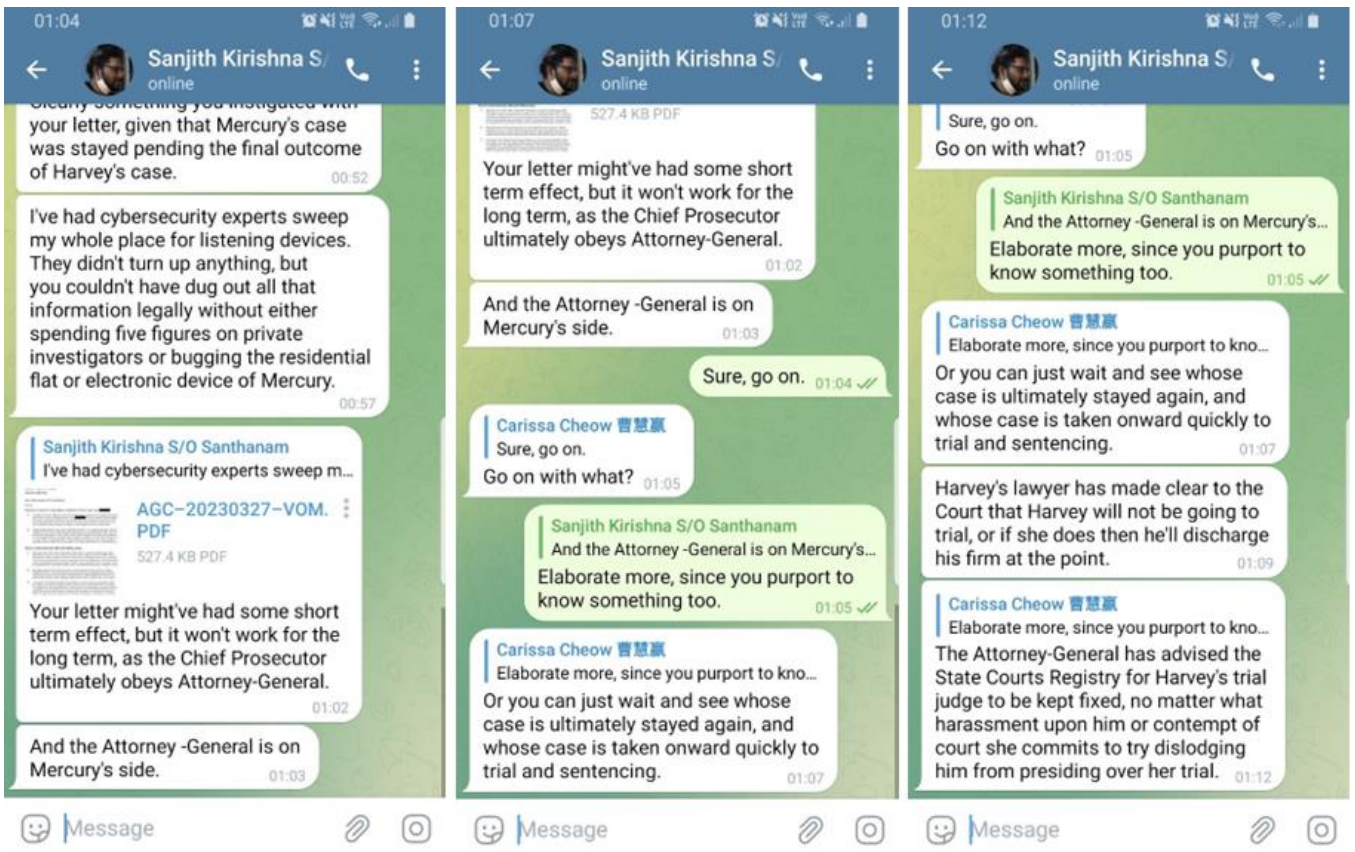 01:04
Sanjith Kirishna S/
online
Clearly something you instigated with
your letter, given that Mercury's case
was stayed pending the final outcome
of Harvey's case.
00:52
I've had cybersecurity experts sweep
my whole place for listening devices.
They didn't turn up anything, but
you couldn't have dug out all that
information legally without either
spending five figures on private
investigators or bugging the residential
flat or electronic device of Mercury.
00:57
Sanjith Kirishna S/O Santhanam
I've had cybersecurity experts sweep m...
AGC–20230327–VOM.
PDF
527.4 KB PDF
Your letter might've had some short
term effect, but it won't work for the
long term, as the Chief Prosecutor
ultimately obeys Attorney-General.
01:02
And the Attorney -General is on
Mercury's side.
01:03
Message
01:07
Sanjith Kirishna S/
online
527.4 KB PDF
Your letter might've had some short
term effect, but it won't work for the
long term, as the Chief Prosecutor
ultimately obeys Attorney-General.
01:02
And the Attorney -General is on
Mercury's side.
01:03
Sure, go on. 01:04
Carissa Cheow 曹慧赢
Sure, go on.
Go on with what? 01:05
Sanjith Kirishna S/O Santhanam
And the Attorney -General is on Mercury's...
Elaborate more, since you purport to
know something too.
01:05
Carissa Cheow 曹慧赢
Elaborate more, since you purport to kno...
Or you can just wait and see whose
case is ultimately stayed again, and
whose case is taken onward quickly to
trial and sentencing.
01:07
Message
01:12
Sanjith Kirishna S/
online
Sure, go on.
Go on with what? 01:05
Sanjith Kirishna S/O Santhanam
And the Attorney -General is on Mercury's...
Elaborate more, since you purport to
know something too.
01:05
Carissa Cheow 曹慧赢
Elaborate more, since you purport to kno...
Or you can just wait and see whose
case is ultimately stayed again, and
whose case is taken onward quickly to
trial and sentencing.
01:07
Harvey's lawyer has made clear to the
Court that Harvey will not be going to
trial, or if she does then he'll discharge
his firm at the point.
01:09
Carissa Cheow 曹慧赢
Elaborate more, since you purport to kno...
The Attorney-General has advised the
State Courts Registry for Harvey's trial
judge to be kept fixed, no matter what
harassment upon him or contempt of
court she commits to try dislodging
him from presiding over her trial. 01:12
Message